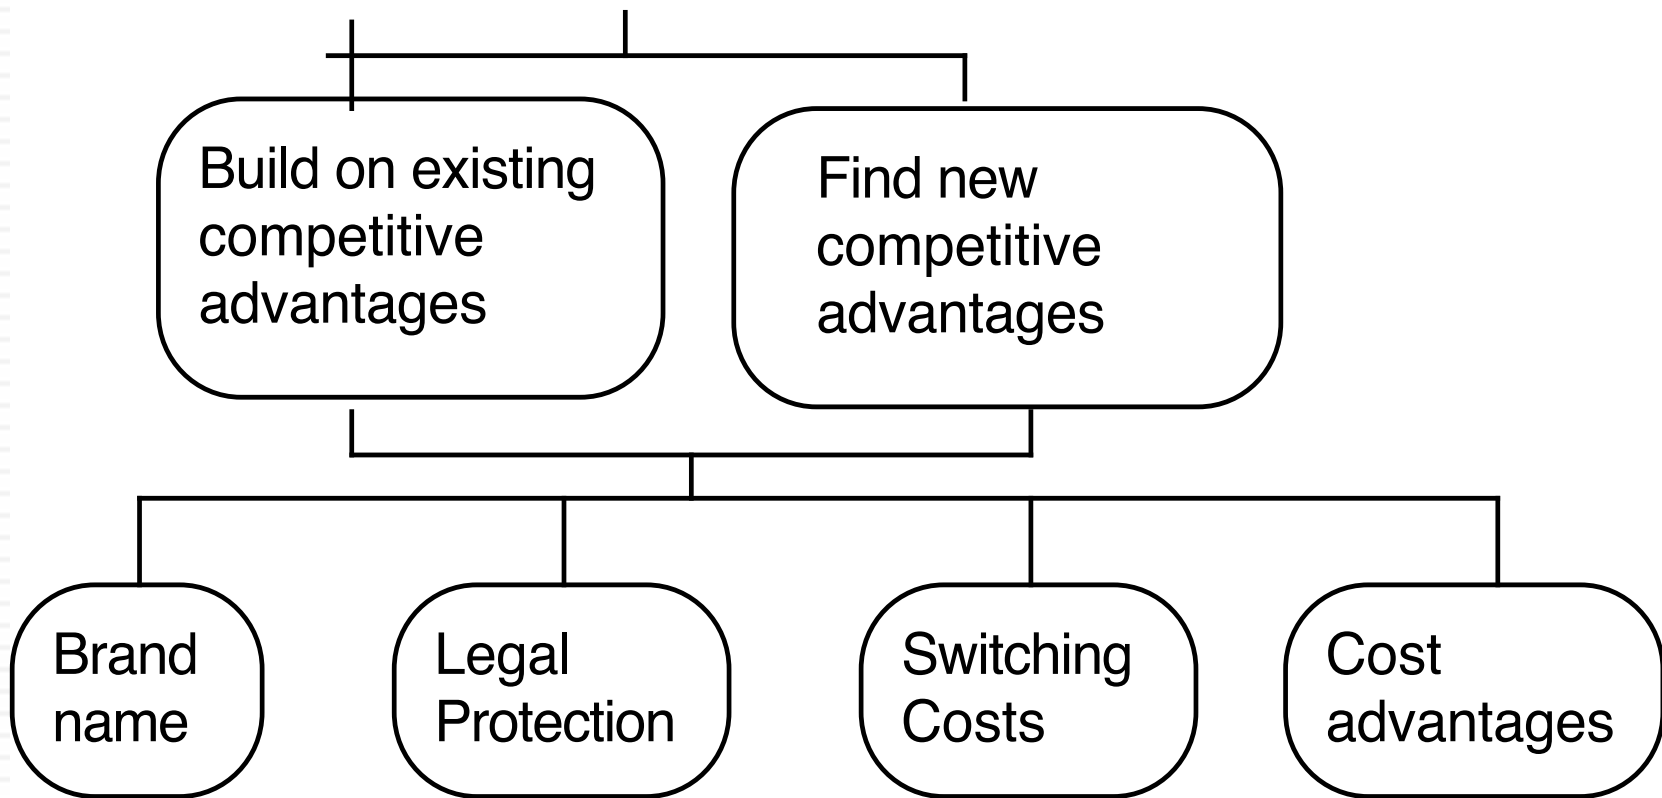 Build on existing
competitive
advantages
Find new
competitive
advantages
Brand
name
Legal
Protection
Switching
Costs
Cost
advantages